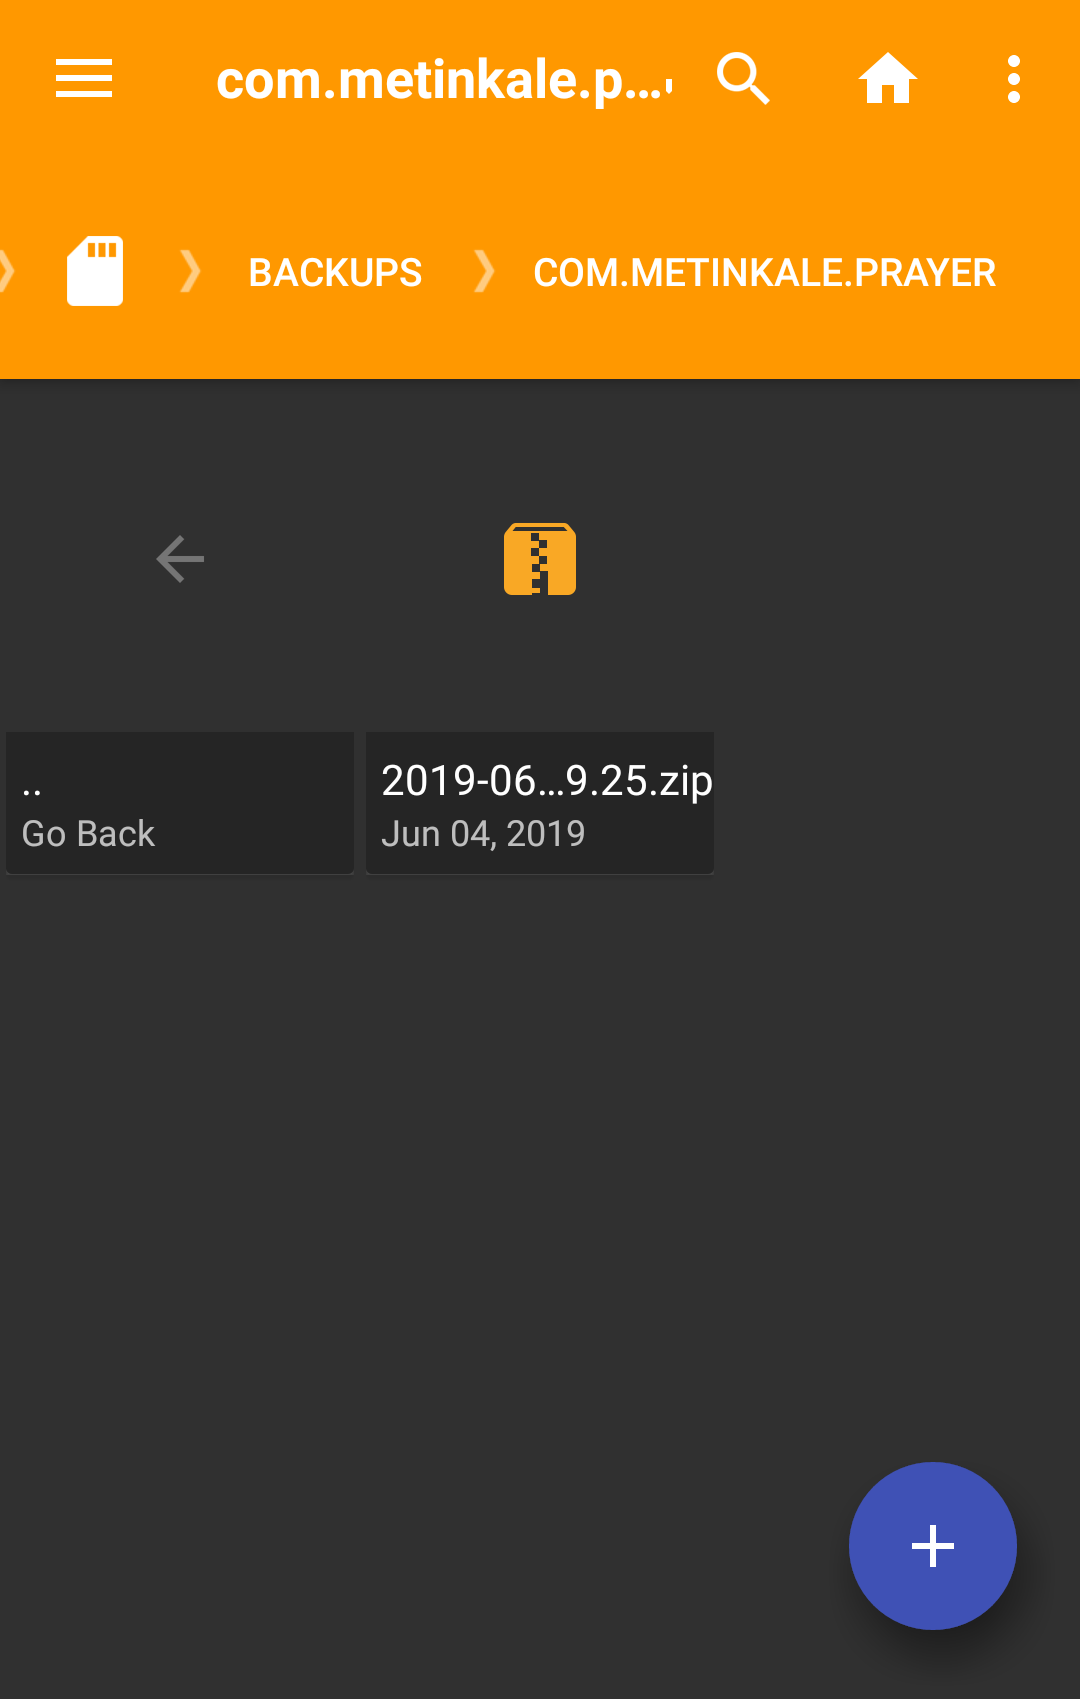 com.metinkale.p...
BACKUPS
COM.METINKALE.PRAYER
..
Go Back
2019-06...9.25.zip
Jun 04, 2019